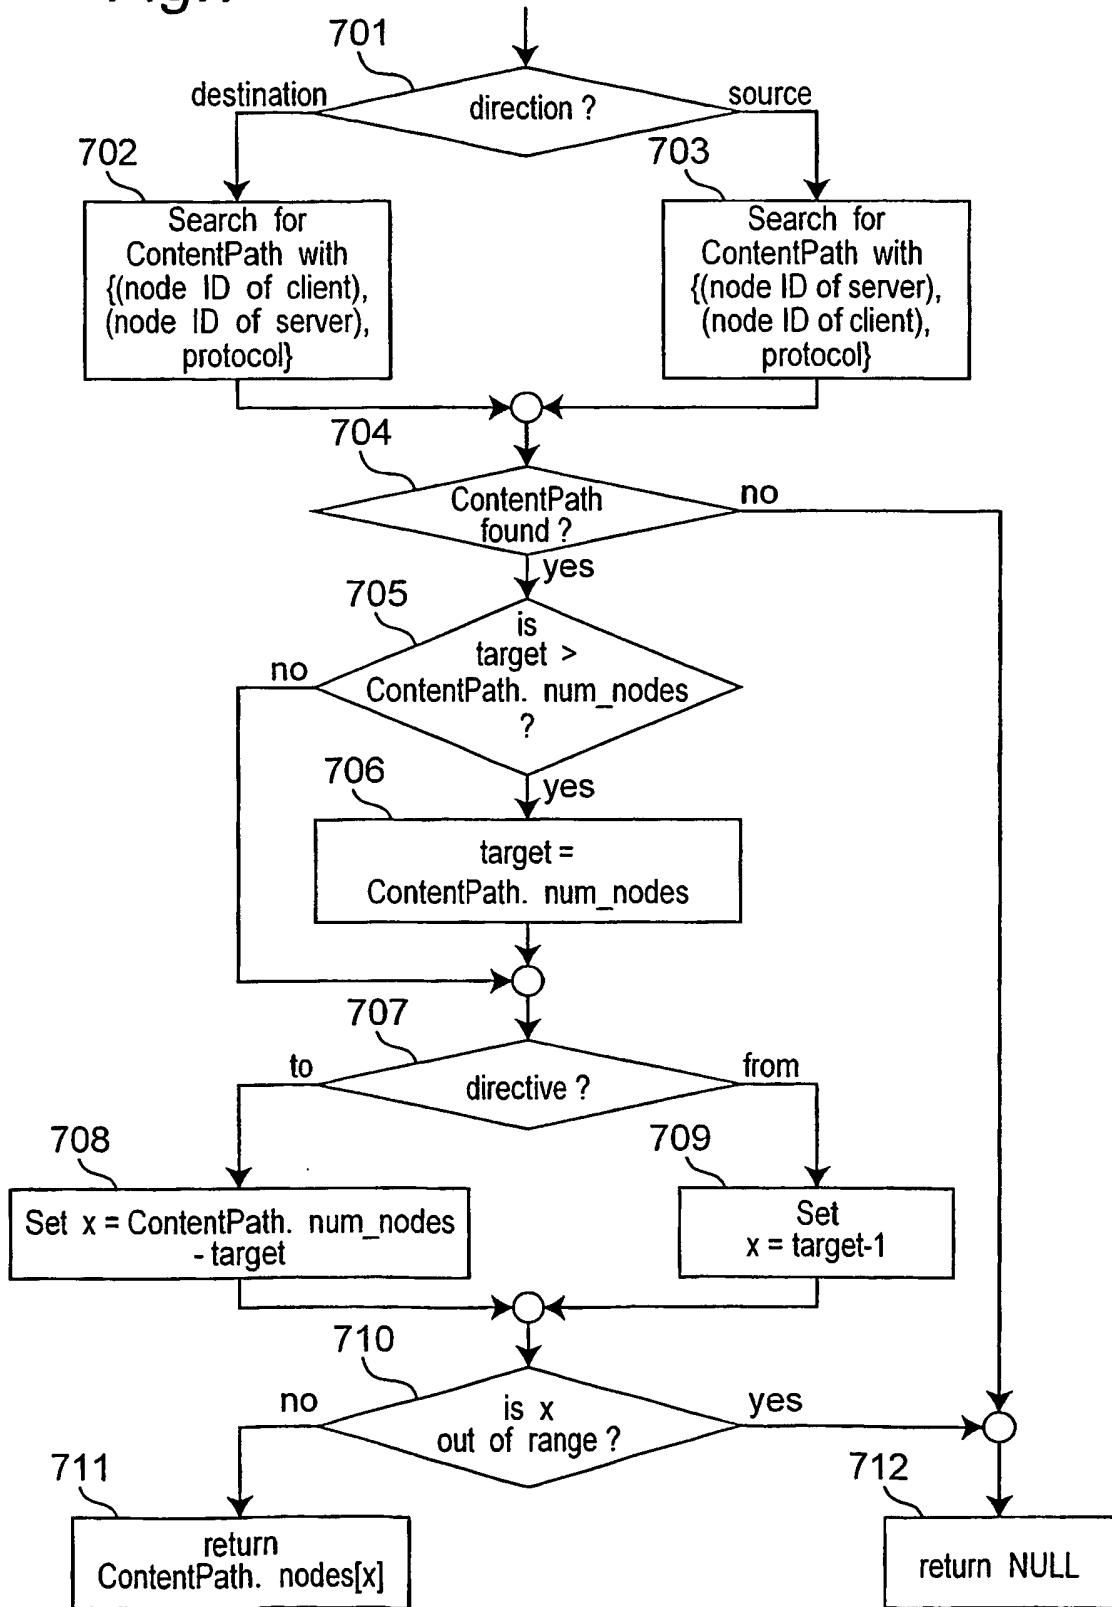 701
direction ?
destination
source
702
703
Search for
ContentPath with
{(node ID of client),
(node ID of server),
protocol}
Search for
ContentPath with
{(node ID of server),
(node ID of client),
protocol}
704
ContentPath
found ?
no
yes
705
is
target >
ContentPath. num_nodes
?
no
yes
706
target =
ContentPath. num_nodes
707
directive ?
to
from
708
709
Set x = ContentPath. num_nodes
- target
Set
x = target-1
710
is x
out of range ?
no
yes
711
712
return
ContentPath. nodes[x]
return NULL